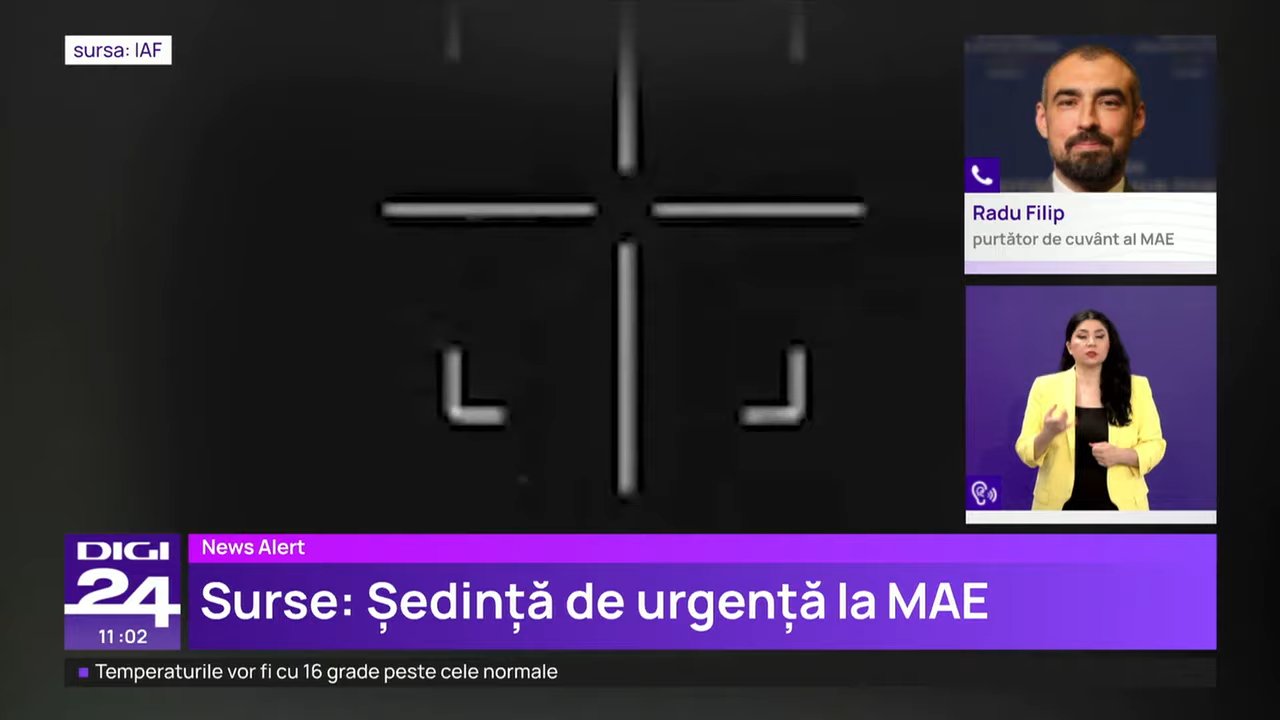 sursa: IAF
Radu Filip
purtător de cuvânt al MAE
DIGI
24
11:02
News Alert
Surse: Ședință de urgență la MAE
Temperaturile vor fi cu 16 grade peste cele normale